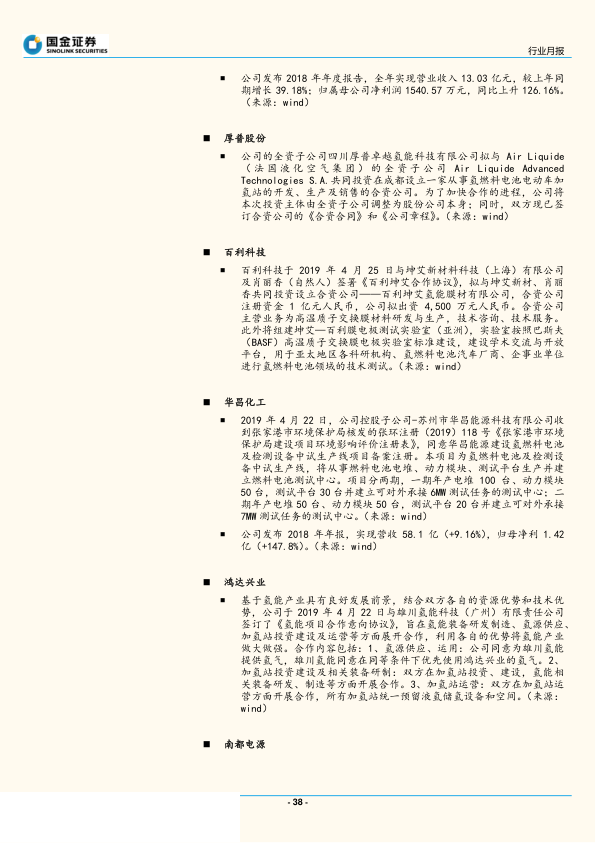 国金证券
SINOLINK SECURITIES
行业月报
■ 公司发布 2018 年年度报告，全年实现营业收入 13.03 亿元，较上年同
期增长 39.18%；归属母公司净利润 1540.57 万元，同比上升 126.16%。
（来源：wind）
■ 厚普股份
■ 公司的全资子公司四川厚普卓越氢能科技有限公司拟与 Air Liquide
（法国液化空气集团）的全资子公司 Air Liquide Advanced
Technologies S.A.共同投资在成都设立一家从事氢燃料电池电动车加
氢站的开发、生产及销售的合资公司。为了加快合作的进程，公司将
本次投资主体由全资子公司调整为股份公司本身；同时，双方现已签
订合资公司的《合资合同》和《公司章程》。（来源：wind）
■ 百利科技
■ 百利科技于 2019 年 4 月 25 日与坤艾新材料科技（上海）有限公司
及肖丽香（自然人）签署《百利坤艾合作协议》，拟与坤艾新材、肖丽
香共同投资设立合资公司——百利坤艾氢能膜材有限公司，合资公司
注册资金 1 亿元人民币，公司拟出资 4,500 万元人民币。合资公司
主营业务为高温质子交换膜材料研发与生产，技术咨询、技术服务。
此外将组建坤艾—百利膜电极测试实验室（亚洲），实验室按照巴斯夫
（BASF）高温质子交换膜电极实验室标准建设，建设学术交流与开放
平台，用于亚太地区各科研机构、氢燃料电池汽车厂商、企事业单位
进行氢燃料电池领域的技术测试。（来源：wind）
■ 华昌化工
■ 2019 年 4 月 22 日，公司控股子公司-苏州市华昌能源科技有限公司收
到张家港市环境保护局核发的张环注册（2019）118 号《张家港市环境
保护局建设项目环境影响评价注册表》，同意华昌能源建设氢燃料电池
及检测设备中试生产线项目备案注册。本项目为氢燃料电池及检测设
备中试生产线，将从事燃料电池电堆、动力模块、测试平台生产并建
立燃料电池测试中心。项目分两期，一期年产电堆 100 台、动力模块
50 台，测试平台 30 台并建立可对外承接 6MW 测试任务的测试中心；二
期年产电堆 50 台、动力模块 50 台，测试平台 20 台并建立可对外承接
7MW 测试任务的测试中心。（来源：wind）
■ 公司发布 2018 年年报，实现营收 58.1 亿（+9.16%），归母净利 1.42
亿（+147.8%）。（来源：wind）
■ 鸿达兴业
■ 基于氢能产业具有良好发展前景，结合双方各自的资源优势和技术优
势，公司于 2019 年 4 月 22 日与雄川氢能科技（广州）有限责任公司
签订了《氢能项目合作意向协议》，旨在氢能装备研发制造、氢源供应、
加氢站投资建设及运营等方面展开合作，利用各自的优势将氢能产业
做大做强。合作内容包括：1、氢源供应、运用：公司同意为雄川氢能
提供氢气，雄川氢能同意在同等条件下优先使用鸿达兴业的氢气。2、
加氢站投资建设及相关装备研制：双方在加氢站投资、建设，氢能相
关装备研发、制造等方面开展合作。3、加氢站运营：双方在加氢站运
营方面开展合作，所有加氢站统一预留液氢储氢设备和空间。（来源：
wind）
■ 南都电源
- 38 -